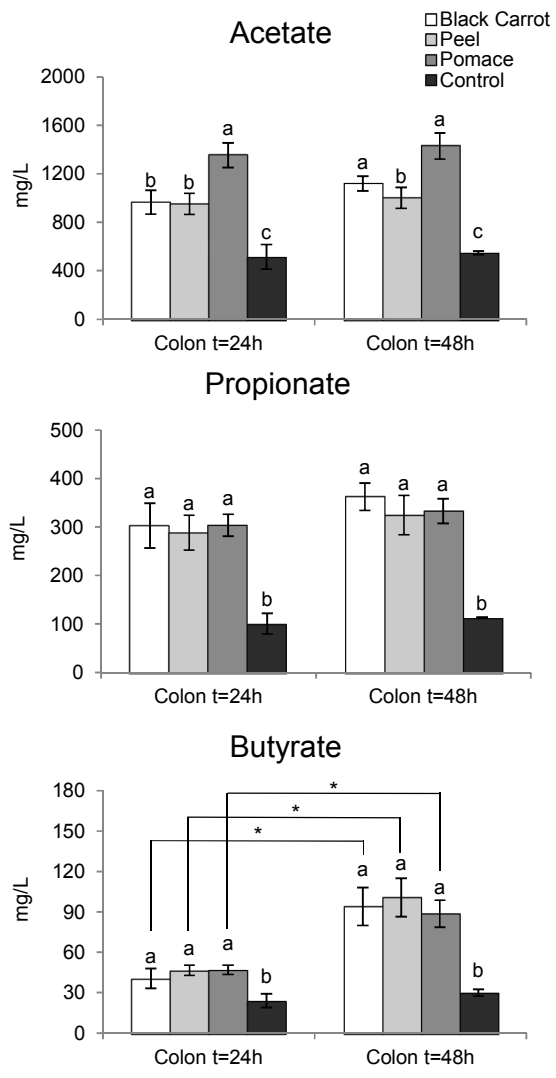 Acetate
Black Carrot
Peel
Pomace
Control
mg/L
2000
1600
1200
800
400
0
b b a c
a b a c
Colon t=24h Colon t=48h
Propionate
mg/L
500
400
300
200
100
0
a a a b
a a a b
Colon t=24h Colon t=48h
Butyrate
mg/L
180
150
120
90
60
30
0
*
*
*
a a a b
a a a b
Colon t=24h Colon t=48h